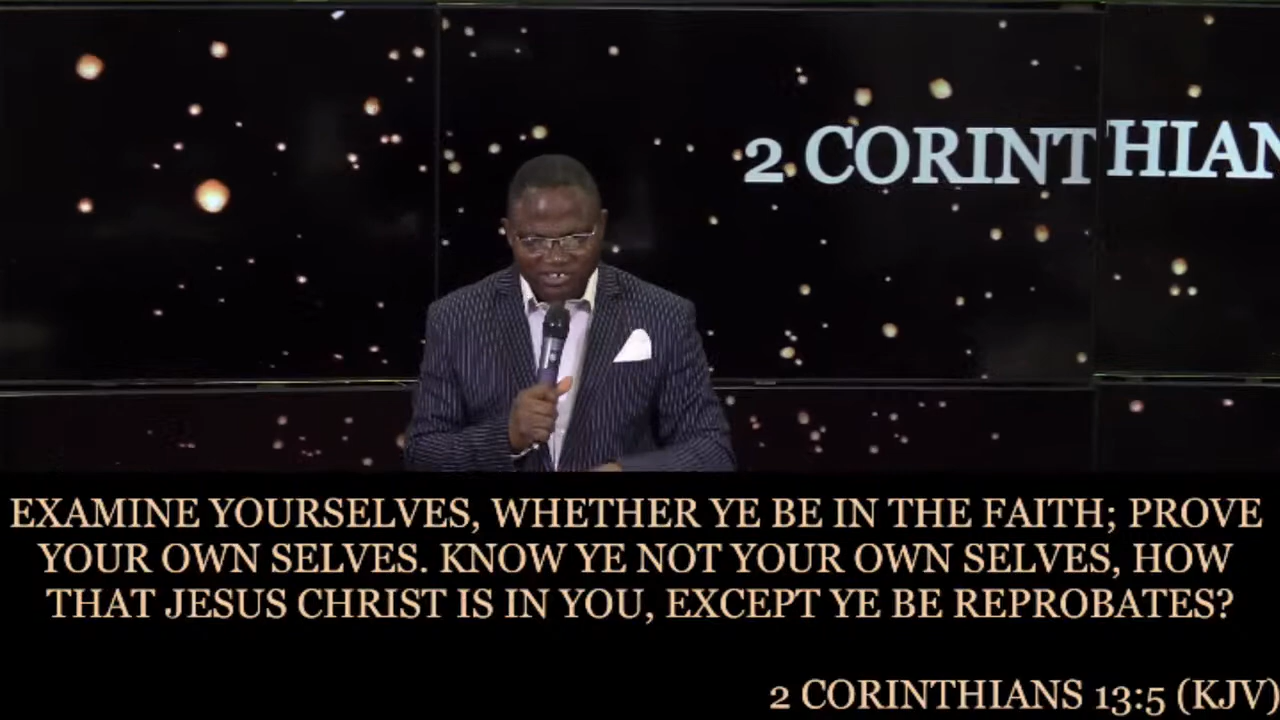 2 CORINTHIAN
EXAMINE YOURSELVES, WHETHER YE BE IN THE FAITH; PROVE
YOUR OWN SELVES. KNOW YE NOT YOUR OWN SELVES, HOW
THAT JESUS CHRIST IS IN YOU, EXCEPT YE BE REPROBATES?
2 CORINTHIANS 13:5 (KJV)